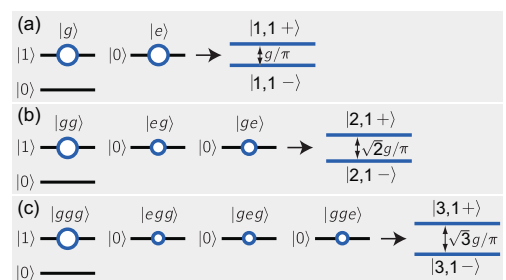 (a) |g⟩ |e⟩ |1,1 +⟩
|1⟩ |0⟩ g/π
|0⟩ |1,1 −⟩
(b) |gg⟩ |eg⟩ |ge⟩ |2,1 +⟩
|1⟩ |0⟩ |0⟩ √2g/π
|0⟩ |2,1 −⟩
(c) |ggg⟩ |egg⟩ |geg⟩ |gge⟩ |3,1+⟩
|1⟩ |0⟩ |0⟩ |0⟩ √3g/π
|0⟩ |3,1−⟩